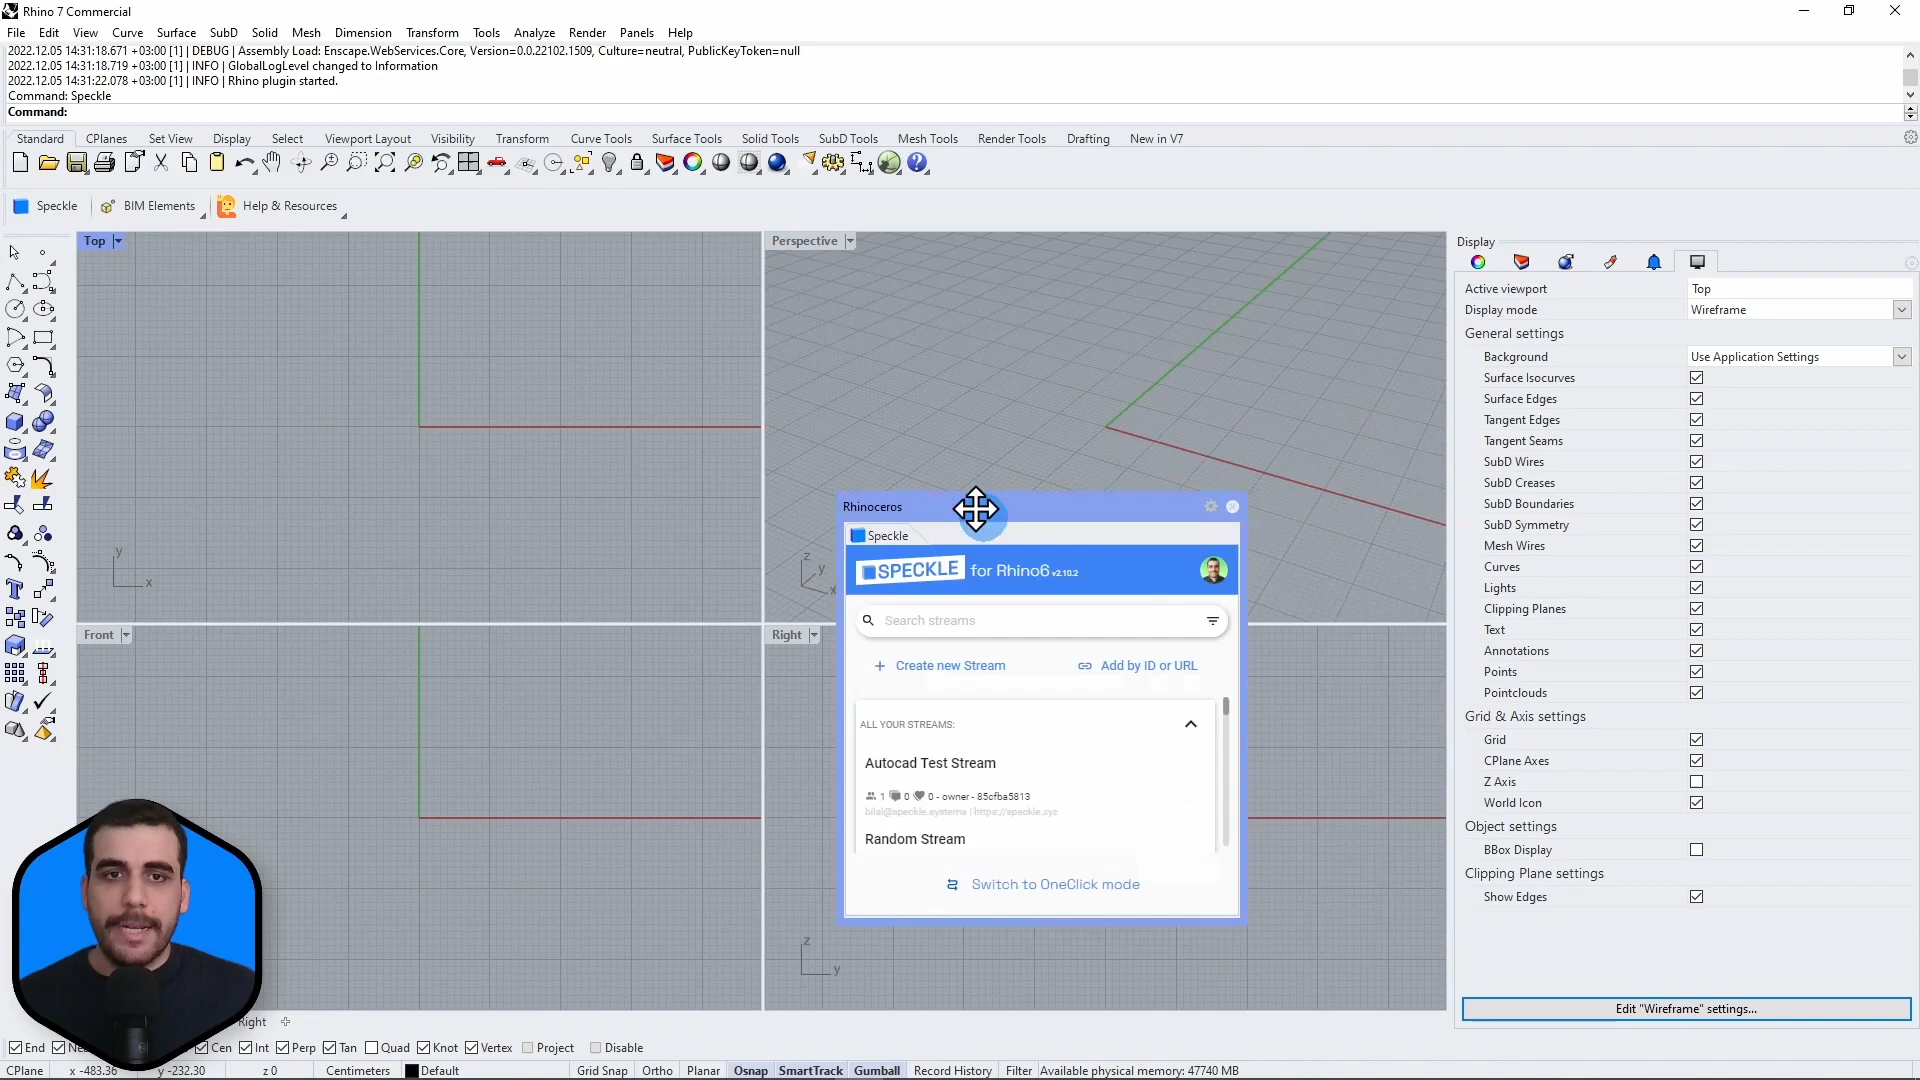 Rhino 7 Commercial
File Edit View Curve Surface SubD Solid Mesh Dimension Transform Tools Analyze Render Panels Help
2022.12.05 14:31:18.671 +03:00 [1] | DEBUG | Assembly Load: Enscape.WebServices.Core, Version=0.0.22102.1509, Culture=neutral, PublicKeyToken=null
2022.12.05 14:31:18.719 +03:00 [1] | INFO | GlobalLogLevel changed to Information
2022.12.05 14:31:22.078 +03:00 [1] | INFO | Rhino plugin started.
Command: Speckle
Command:
Standard CPlanes Set View Display Select Viewport Layout Visibility Transform Curve Tools Surface Tools Solid Tools SubD Tools Mesh Tools Render Tools Drafting New in V7
Speckle BIM Elements Help & Resources
Top
Perspective
y
x
z
y
x
Front
Right
z
y
Rhinoceros
Speckle
SPECKLE for Rhino6 v2.10.2
Search streams
Create new Stream
Add by ID or URL
ALL YOUR STREAMS:
Autocad Test Stream
1 0 0 - owner - 85cfba5813
bilal@speckle.systems | https://speckle.xyz
Random Stream
Switch to OneClick mode
Display
Active viewport Top
Display mode Wireframe
General settings
Background Use Application Settings
Surface Isocurves
Surface Edges
Tangent Edges
Tangent Seams
SubD Wires
SubD Creases
SubD Boundaries
SubD Symmetry
Mesh Wires
Curves
Lights
Clipping Planes
Text
Annotations
Points
Pointclouds
Grid & Axis settings
Grid
CPlane Axes
Z Axis
World Icon
Object settings
BBox Display
Clipping Plane settings
Show Edges
Edit "Wireframe" settings...
Right
End Cen Int Perp Tan Quad Knot Vertex Project Disable
CPlane x -483.36 y -232.30 z 0 Centimeters Default Grid Snap Ortho Planar Osnap SmartTrack Gumball Record History Filter Available physical memory: 47740 MB